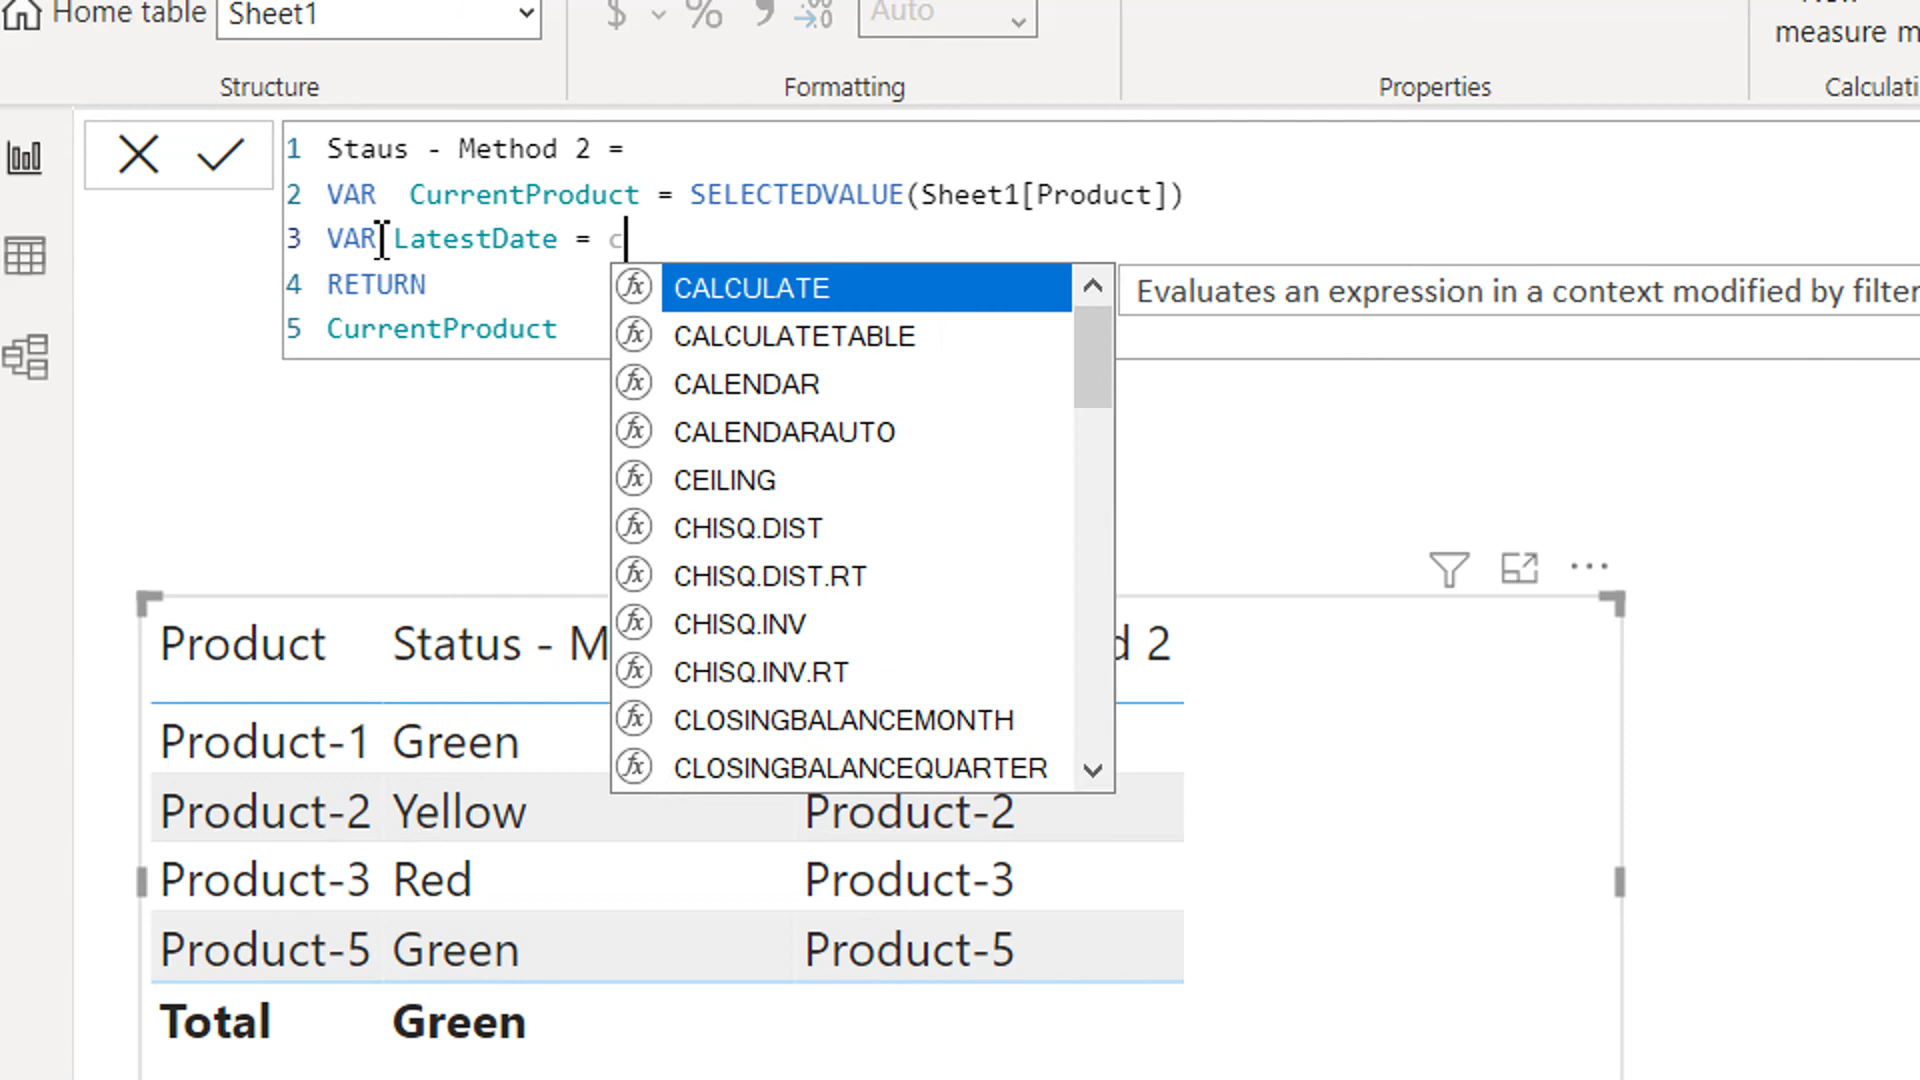 Home table Sheet1
$ % Auto
measure
Structure Formatting Properties
1 Staus - Method 2 =
2 VAR CurrentProduct = SELECTEDVALUE(Sheet1[Product])
3 VAR LatestDate = c
4 RETURN
5 CurrentProduct
CALCULATE
CALCULATETABLE
CALENDAR
CALENDARAUTO
CEILING
CHISQ.DIST
CHISQ.DIST.RT
CHISQ.INV
CHISQ.INV.RT
CLOSINGBALANCEMONTH
CLOSINGBALANCEQUARTER
Evaluates an expression in a context modified by filter
Product Status - M d 2
Product-1 Green
Product-2 Yellow Product-2
Product-3 Red Product-3
Product-5 Green Product-5
Total Green